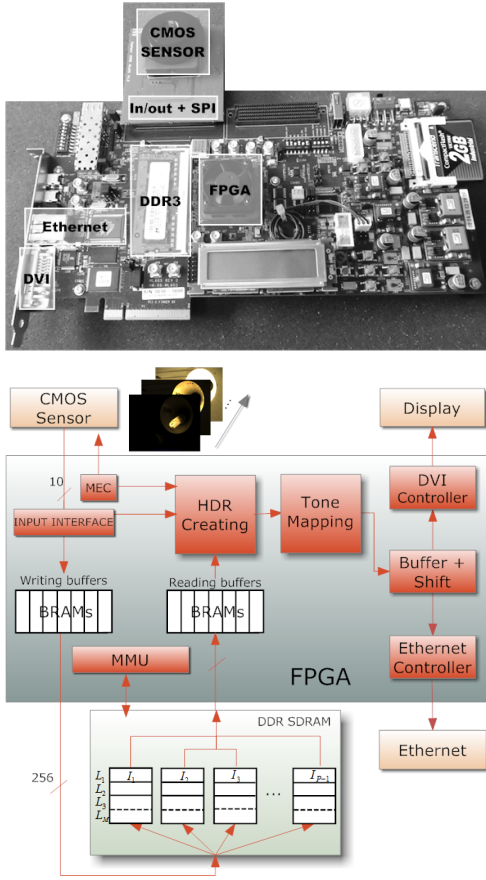 CMOS
SENSOR
In/out + SPI
DDR3
FPGA
Ethernet
DVI
CompactFlash
2GB
CMOS
Sensor
Display
10
MEC
HDR
Creating
Tone
Mapping
DVI
Controller
INPUT INTERFACE
Buffer +
Shift
Writing buffers
Reading buffers
BRAMs
BRAMs
MMU
FPGA
Ethernet
Controller
DDR SDRAM
Ethernet
256
L1 I1 I2 I3 IP-1
L2
L3
LM
...